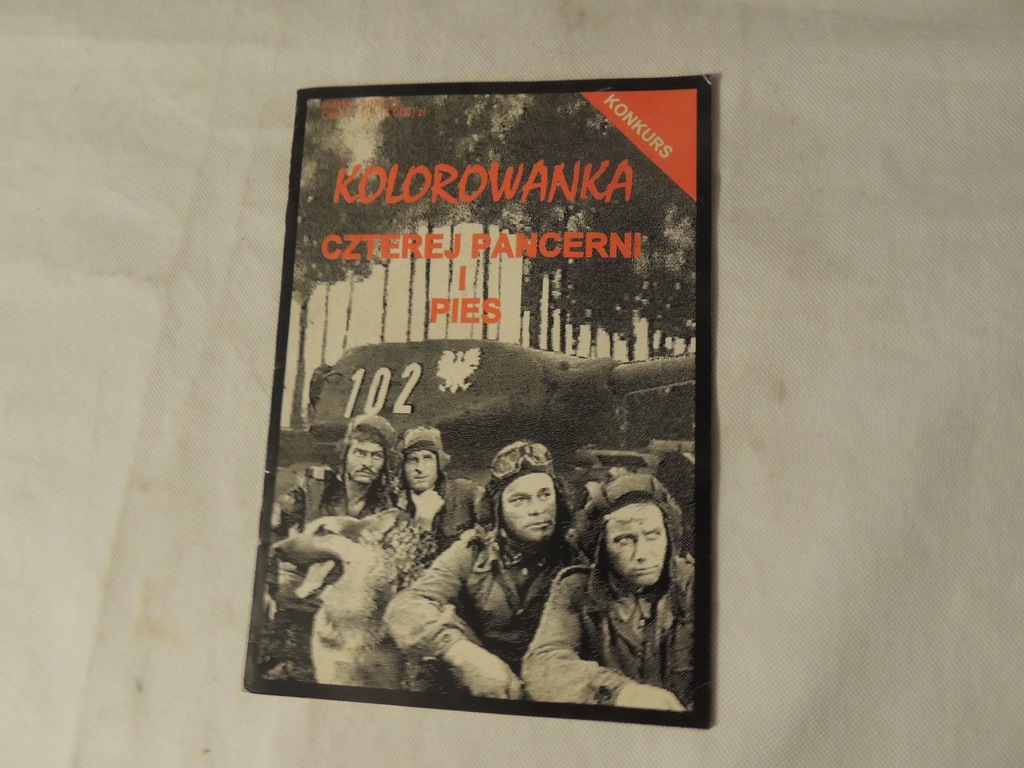 KONKURS
KOLOROWANKA
CZTEREJ PANCERNI
I
PIES
102